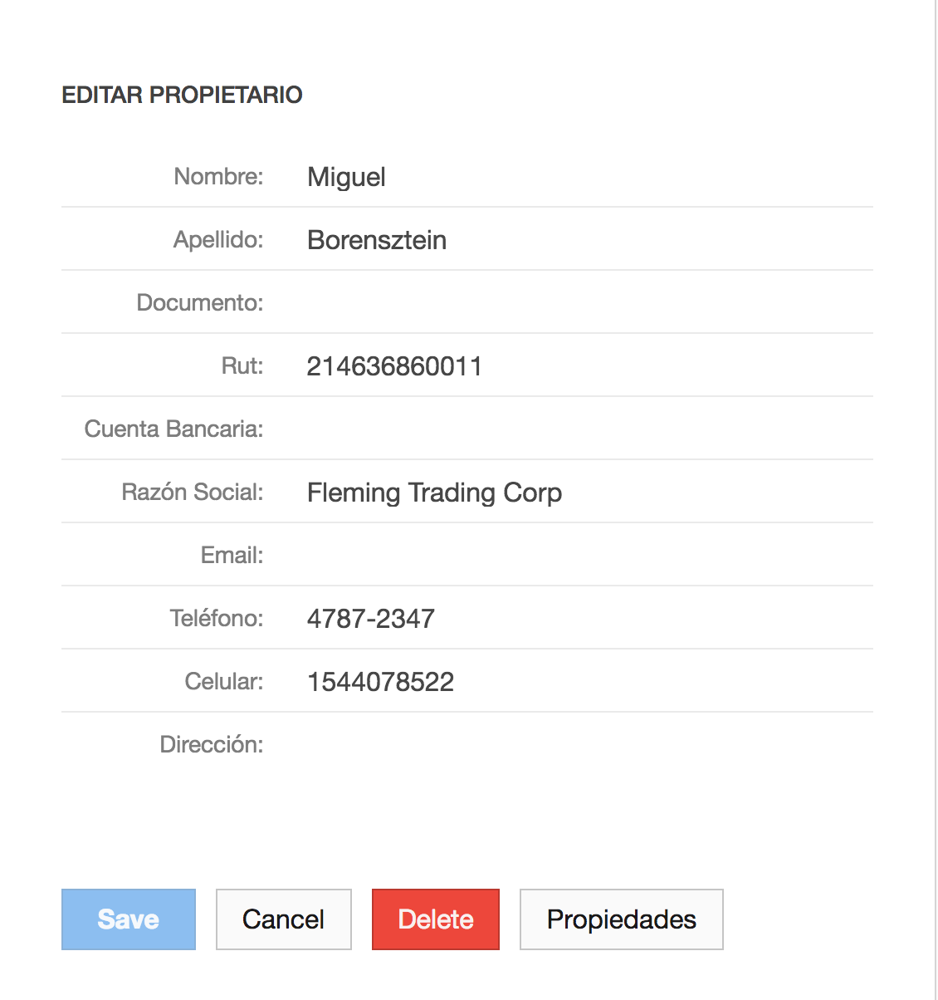 EDITAR PROPIETARIO
Nombre: Miguel
Apellido: Borensztein
Documento:
Rut: 214636860011
Cuenta Bancaria:
Razón Social: Fleming Trading Corp
Email:
Teléfono: 4787-2347
Celular: 1544078522
Dirección:
Save Cancel Delete Propiedades